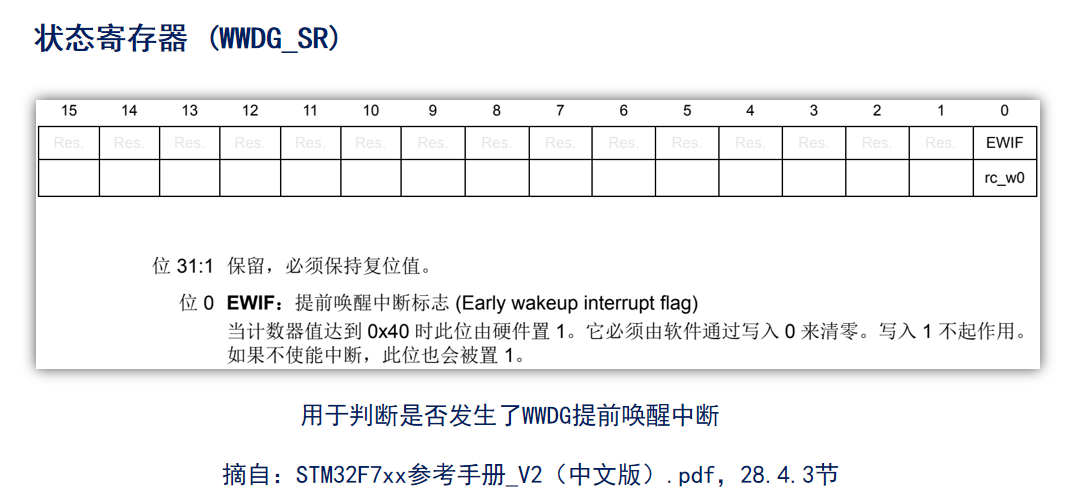 状态寄存器 (WWDG_SR)
15 14 13 12 11 10 9 8 7 6 5 4 3 2 1 0
Res. Res. Res. Res. Res. Res. Res. Res. Res. Res. Res. Res. Res. Res. Res. EWIF
rc_w0
位 31:1 保留，必须保持复位值。
位 0 EWIF：提前唤醒中断标志 (Early wakeup interrupt flag)
当计数器值达到 0x40 时此位由硬件置 1。它必须由软件通过写入 0 来清零。写入 1 不起作用。
如果不使能中断，此位也会被置 1。
用于判断是否发生了WWDG提前唤醒中断
摘自：STM32F7xx参考手册_V2（中文版）.pdf，28.4.3节